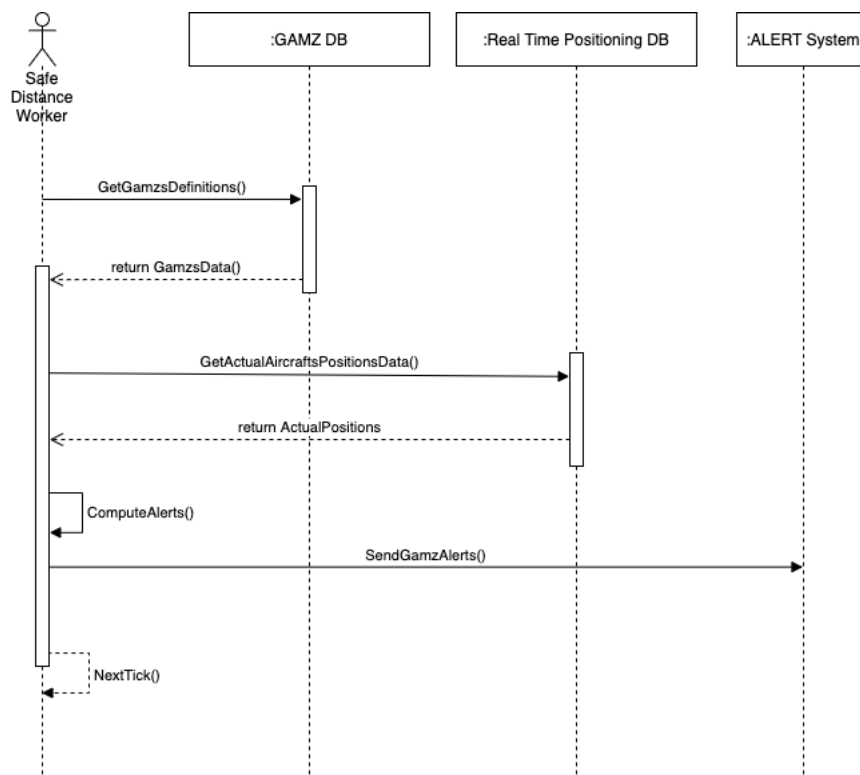 :GAMZ DB
:Real Time Positioning DB
:ALERT System
Safe
Distance
Worker
GetGamzsDefinitions()
return GamzsData()
GetActualAircraftsPositionsData()
return ActualPositions
ComputeAlerts()
SendGamzAlerts()
NextTick()